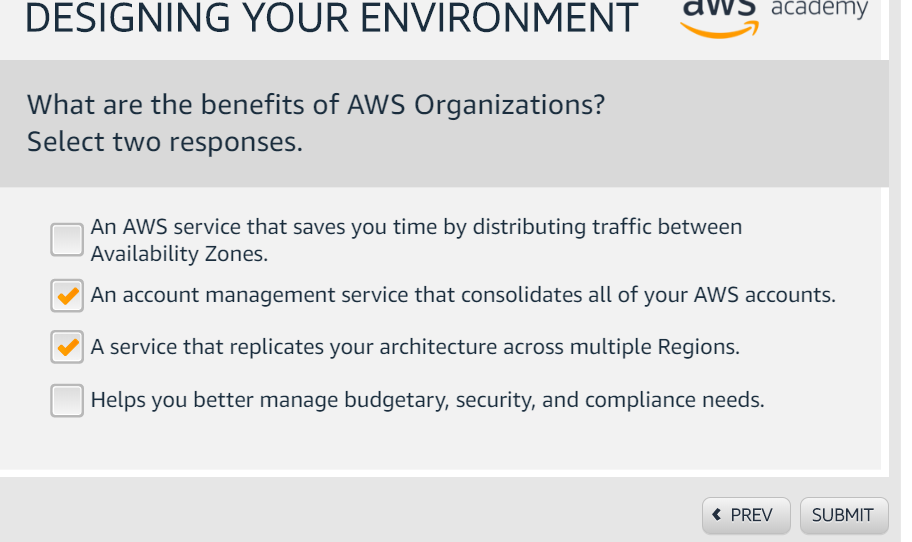 DESIGNING YOUR ENVIRONMENT
aws academy
What are the benefits of AWS Organizations?
Select two responses.
An AWS service that saves you time by distributing traffic between
Availability Zones.
An account management service that consolidates all of your AWS accounts.
A service that replicates your architecture across multiple Regions.
Helps you better manage budgetary, security, and compliance needs.
PREV
SUBMIT